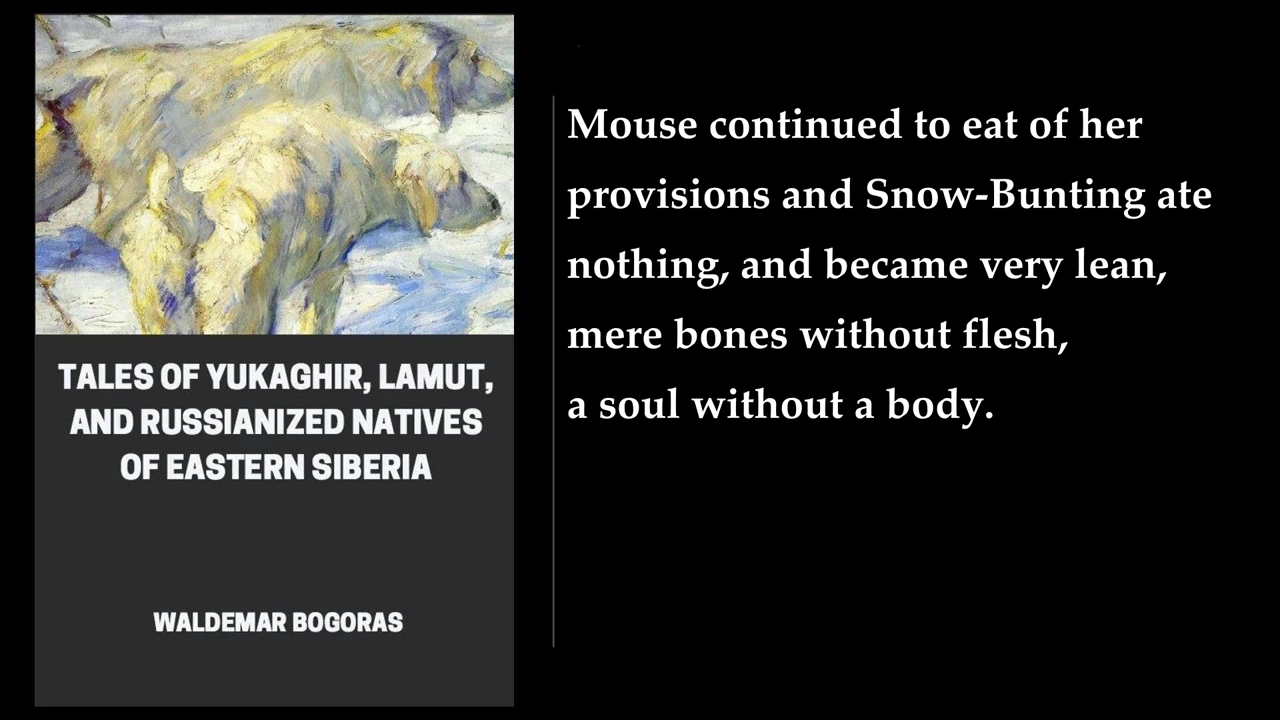 TALES OF YUKAGHIR, LAMUT,
AND RUSSIANIZED NATIVES
OF EASTERN SIBERIA
WALDEMAR BOGORAS
Mouse continued to eat of her
provisions and Snow-Bunting ate
nothing, and became very lean,
mere bones without flesh,
a soul without a body.